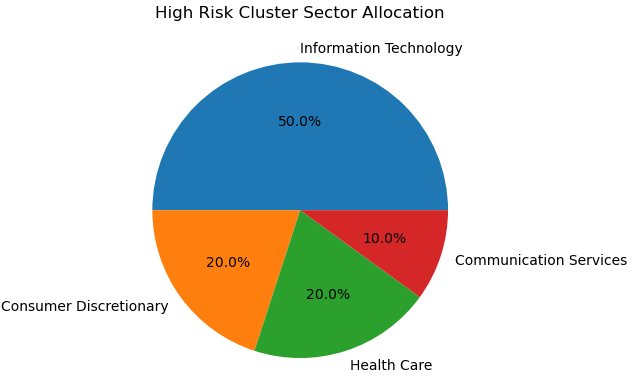 High Risk Cluster Sector Allocation
Information Technology
50.0%
10.0%
20.0%
Communication Services
20.0%
Consumer Discretionary
Health Care